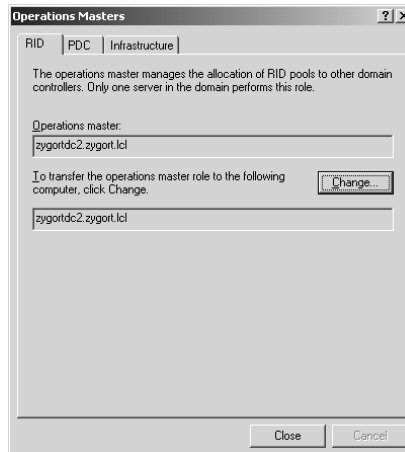 Operations Masters
RID PDC Infrastructure
The operations master manages the allocation of RID pools to other domain
controllers. Only one server in the domain performs this role.
Operations master:
zygortdc2.zygort.lcl
To transfer the operations master role to the following
computer, click Change.
Change...
zygortdc2.zygort.lcl
Close Cancel